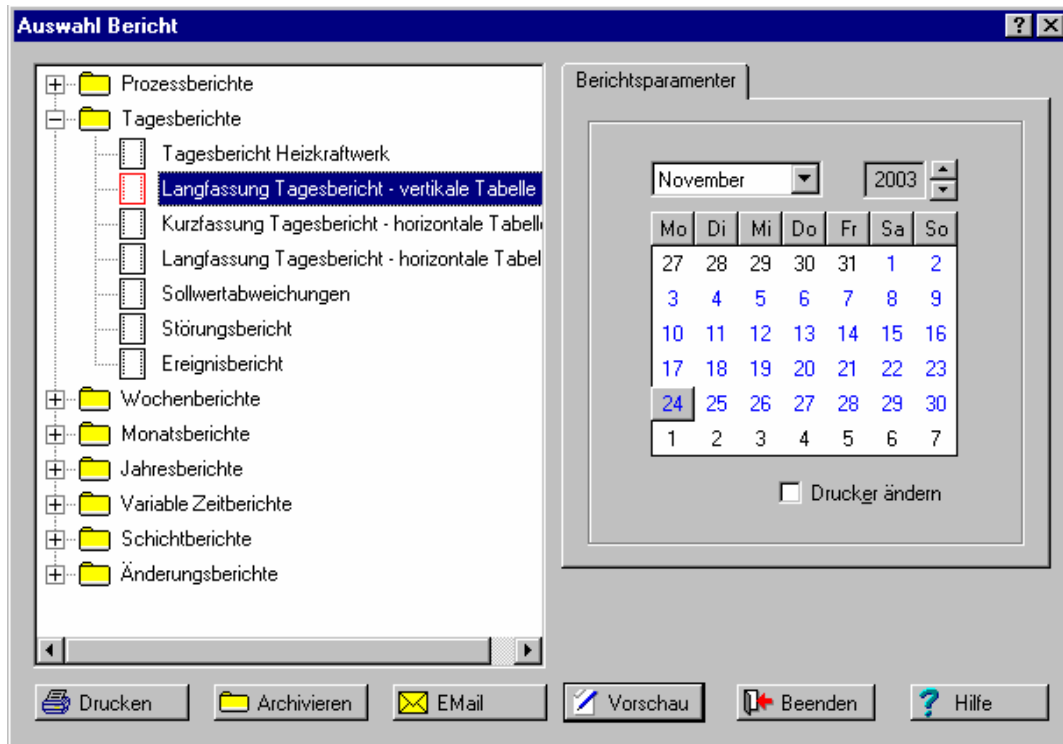 Auswahl Bericht
Prozessberichte
Tagesberichte
Tagesbericht Heizkraftwerk
Langfassung Tagesbericht - vertikale Tabelle
Kurzfassung Tagesbericht - horizontale Tabelle
Langfassung Tagesbericht - horizontale Tabel
Sollwertabweichungen
Störungsbericht
Ereignisbericht
Wochenberichte
Monatsberichte
Jahresberichte
Variable Zeitberichte
Schichtberichte
Änderungsberichte
Berichtsparamenter
November 2003
Mo Di Mi Do Fr Sa So
27 28 29 30 31 1 2
3 4 5 6 7 8 9
10 11 12 13 14 15 16
17 18 19 20 21 22 23
24 25 26 27 28 29 30
1 2 3 4 5 6 7
Drucker ändern
Drucken Archivieren EMail Vorschau Beenden Hilfe